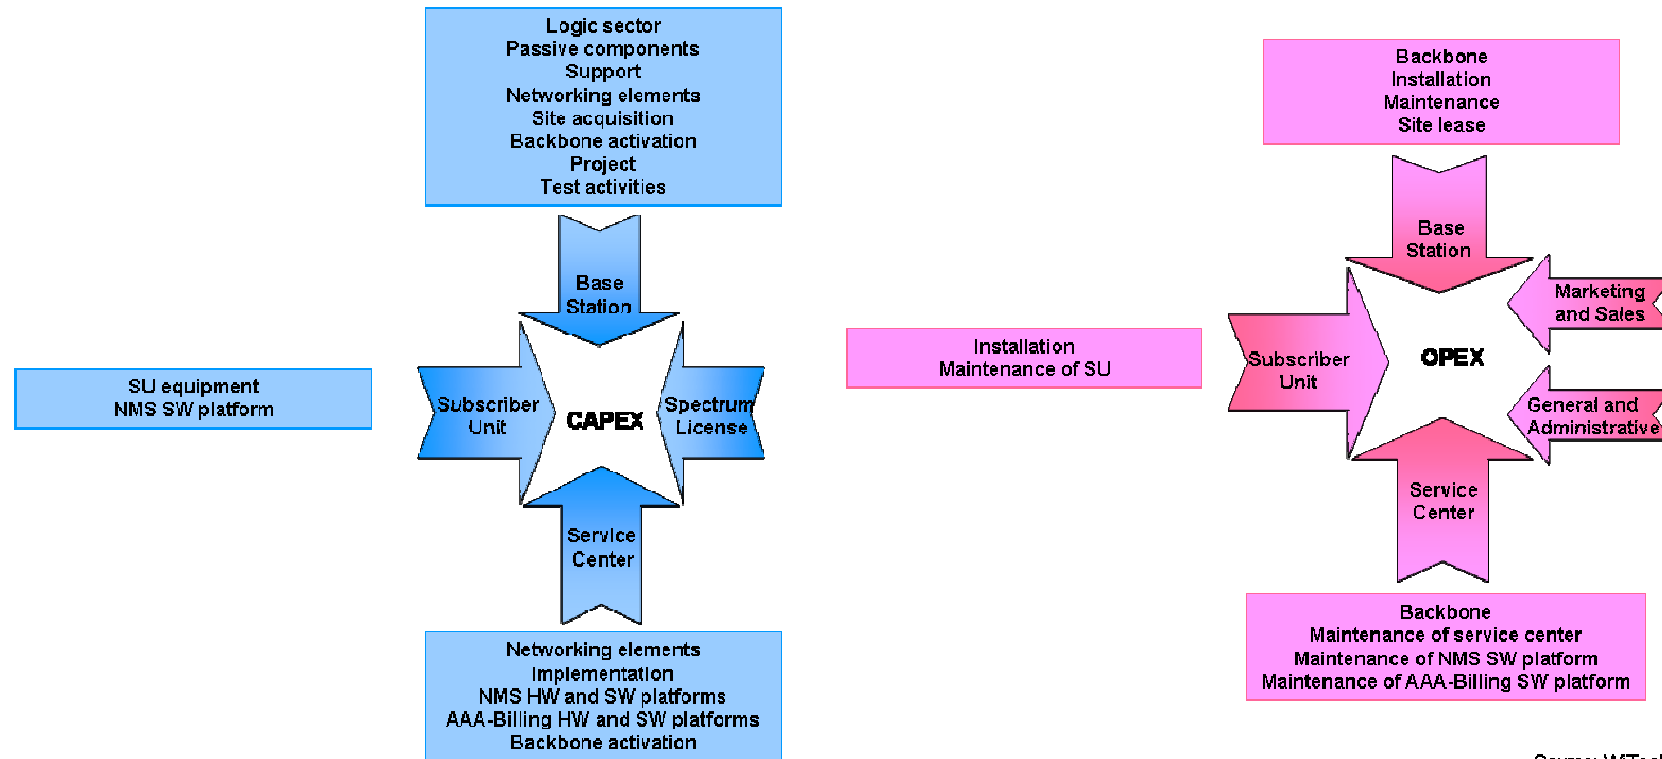 Logic sector
Passive components
Support
Networking elements
Site acquisition
Backbone activation
Project
Test activities
Base
Station
SU equipment
NMS SW platform
Subscriber
Unit
CAPEX
Spectrum
License
Service
Center
Networking elements
Implementation
NMS HW and SW platforms
AAA-Billing HW and SW platforms
Backbone activation
Backbone
Installation
Maintenance
Site lease
Base
Station
Marketing
and Sales
Installation
Maintenance of SU
Subscriber
Unit
OPEX
General and
Administrative
Service
Center
Backbone
Maintenance of service center
Maintenance of NMS SW platform
Maintenance of AAA-Billing SW platform